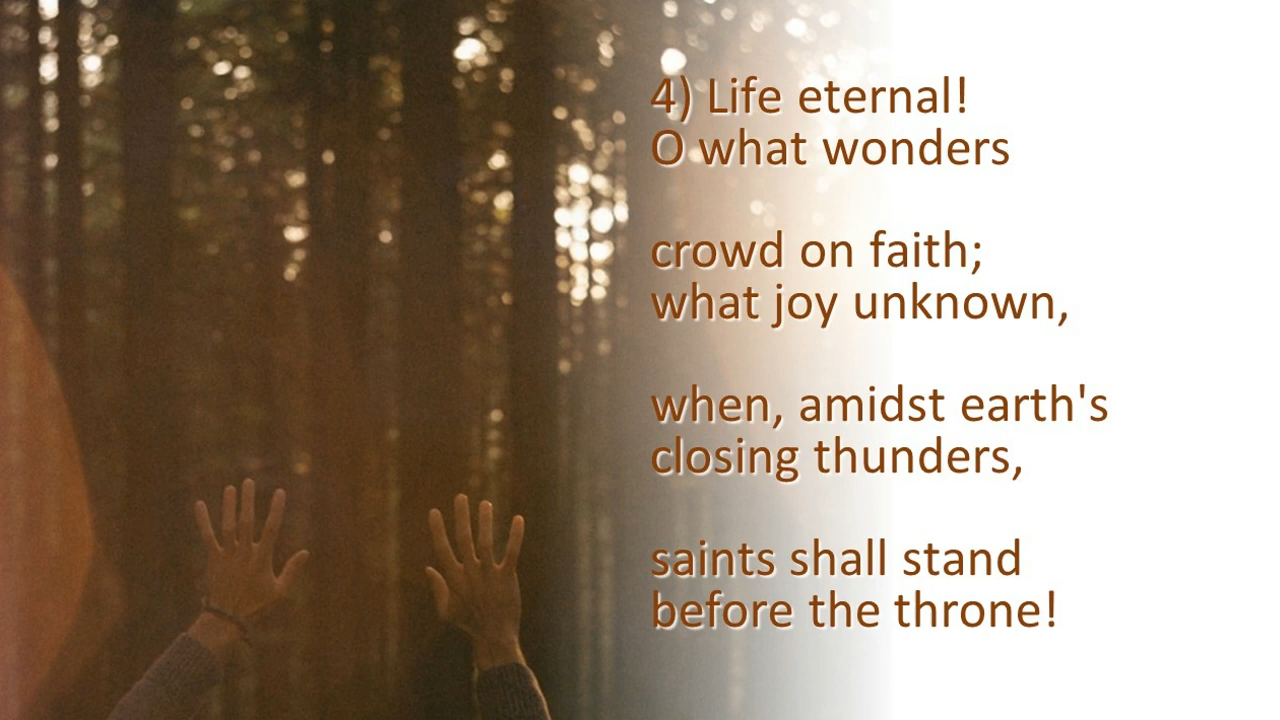 4) Life eternal!
O what wonders
crowd on faith;
what joy unknown,
when, amidst earth's
closing thunders,
saints shall stand
before the throne!